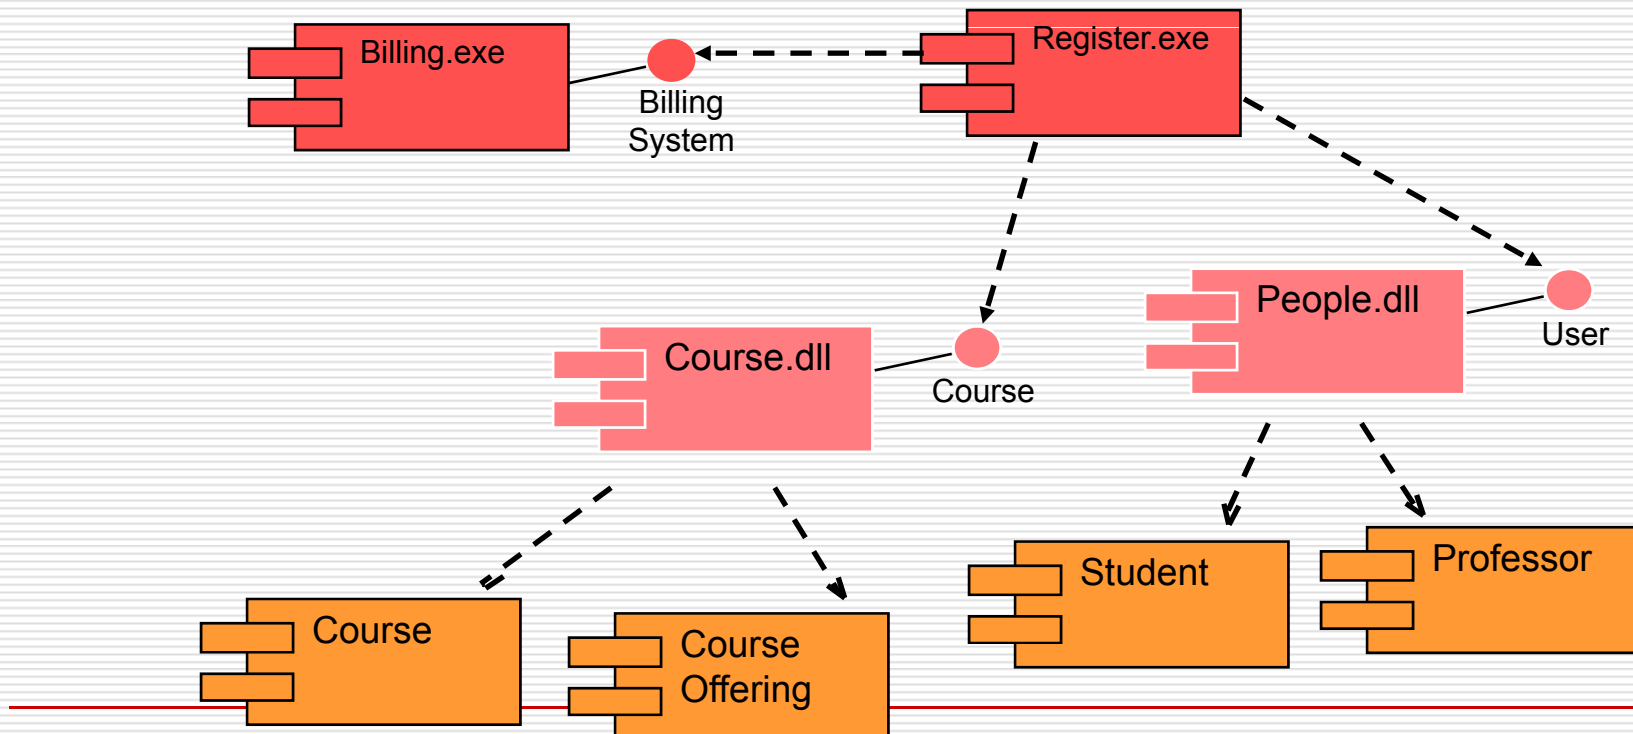 Billing.exe
Register.exe
Billing
System
People.dll
User
Course.dll
Course
Student
Professor
Course
Course
Offering